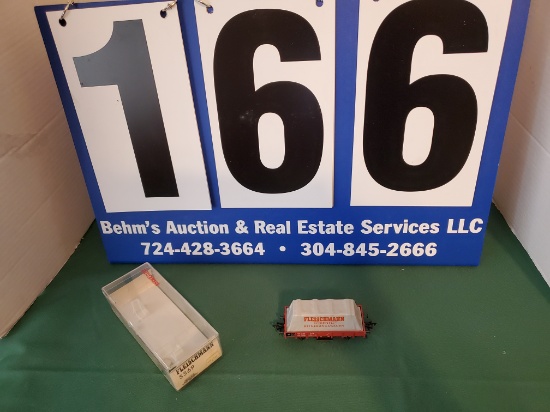 166
Behm's Auction & Real Estate Services LLC
724-428-3664 • 304-845-2666
FLEISCHMANN
FLEISCHMANN